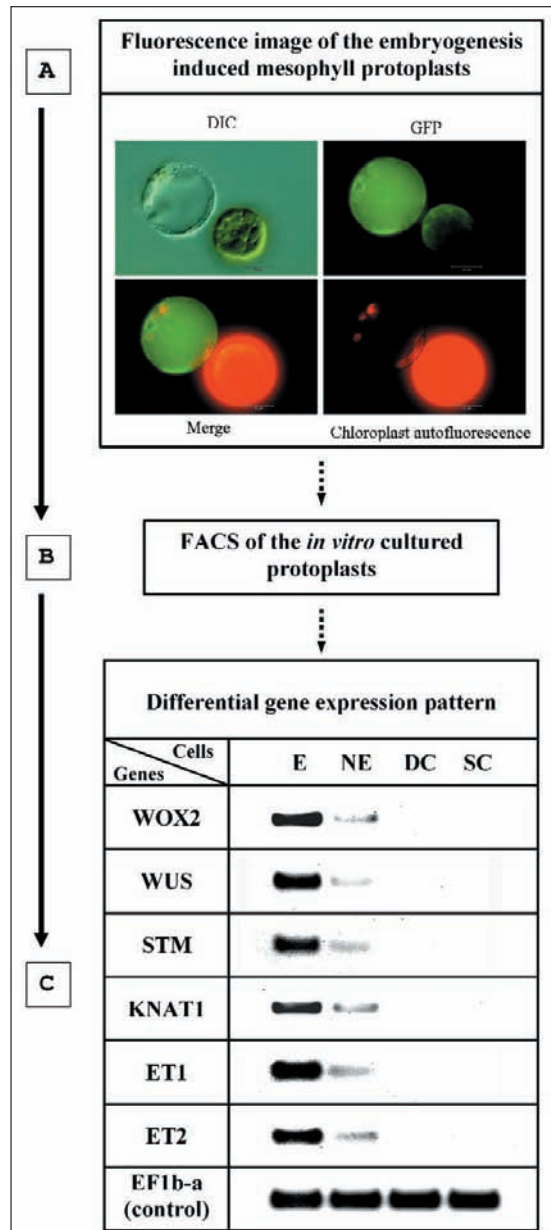 A
Fluorescence image of the embryogenesis
induced mesophyll protoplasts
DIC GFP
Merge Chloroplast autofluorescence
B
FACS of the in vitro cultured
protoplasts
Differential gene expression pattern
Cells
Genes
E NE DC SC
WOX2
WUS
STM
C
KNAT1
ET1
ET2
EF1b-a
(control)